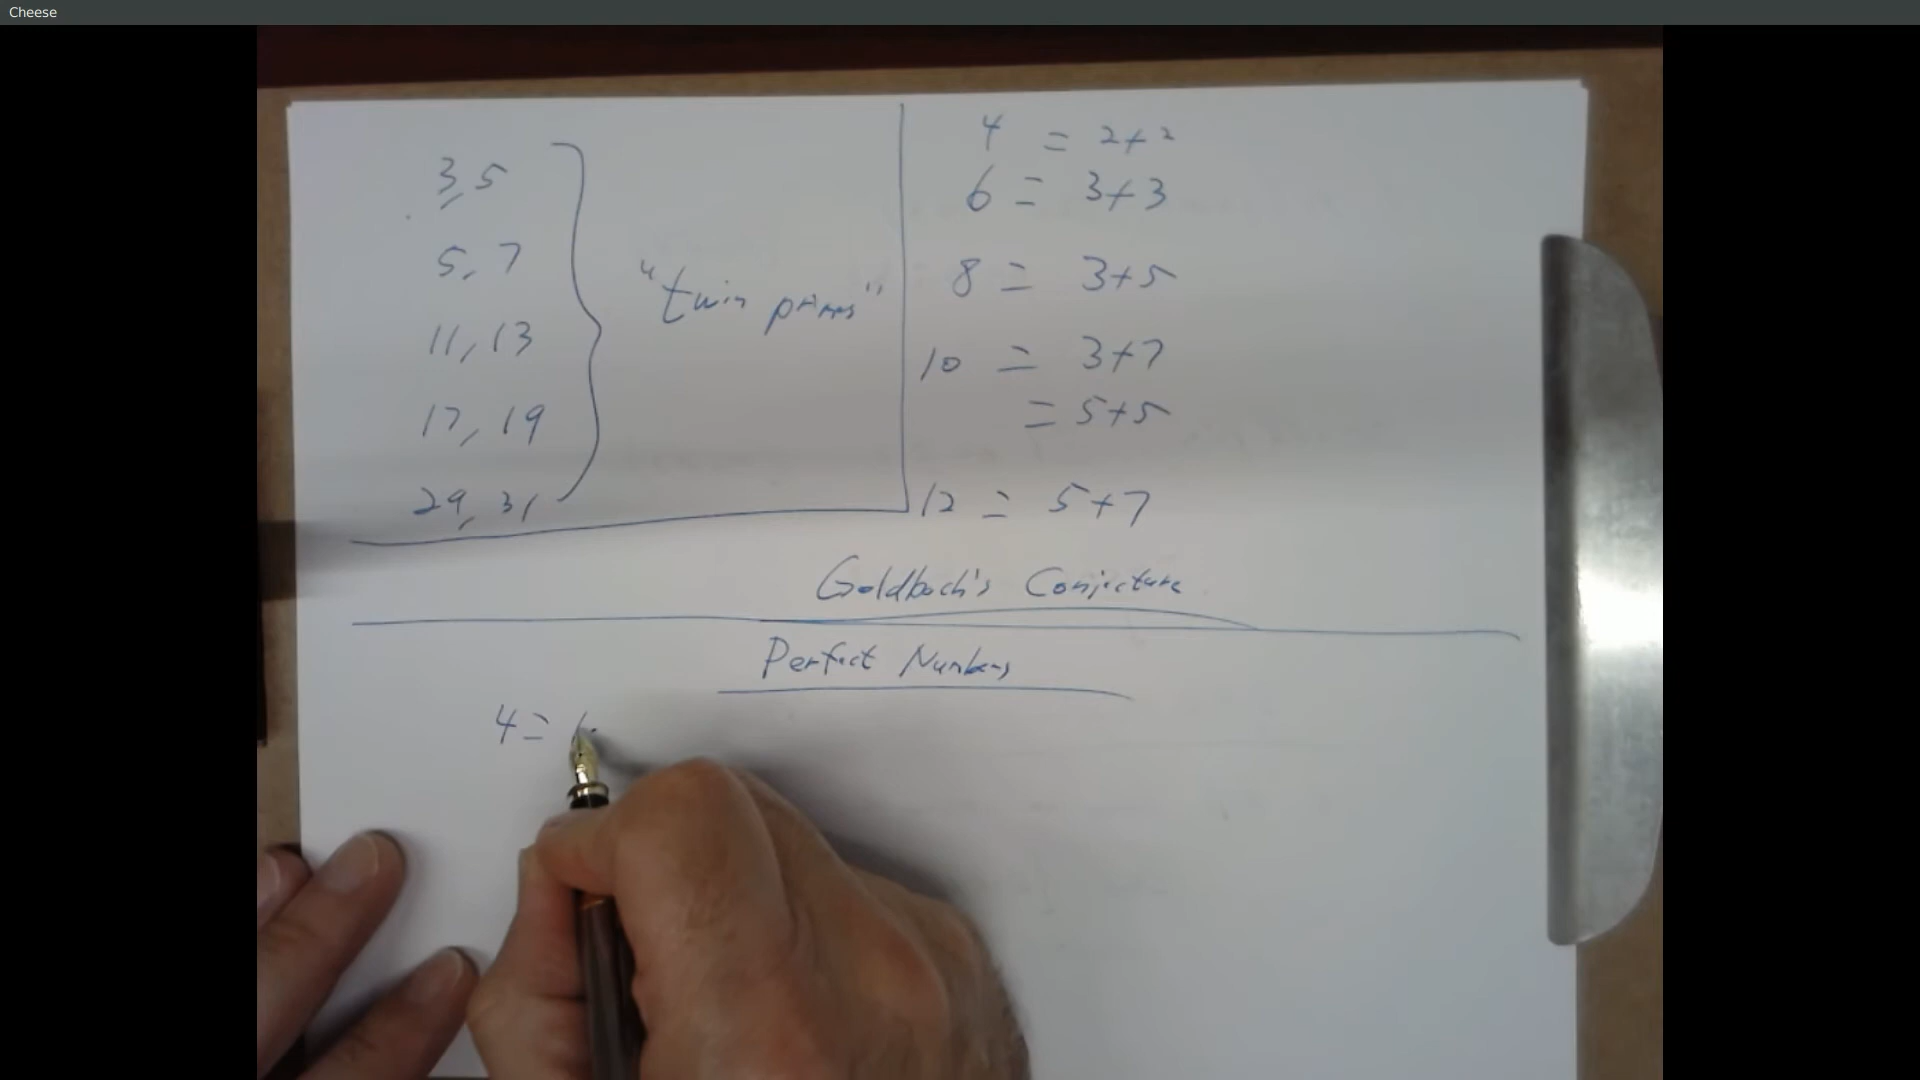 Cheese
3, 5
5, 7
11, 13
17, 19
29, 31
"twin primes"
4 = 2+2
6 = 3+3
8 = 3+5
10 = 3+7
= 5+5
12 = 5+7
Goldbach's Conjecture
Perfect Numbers
4 =